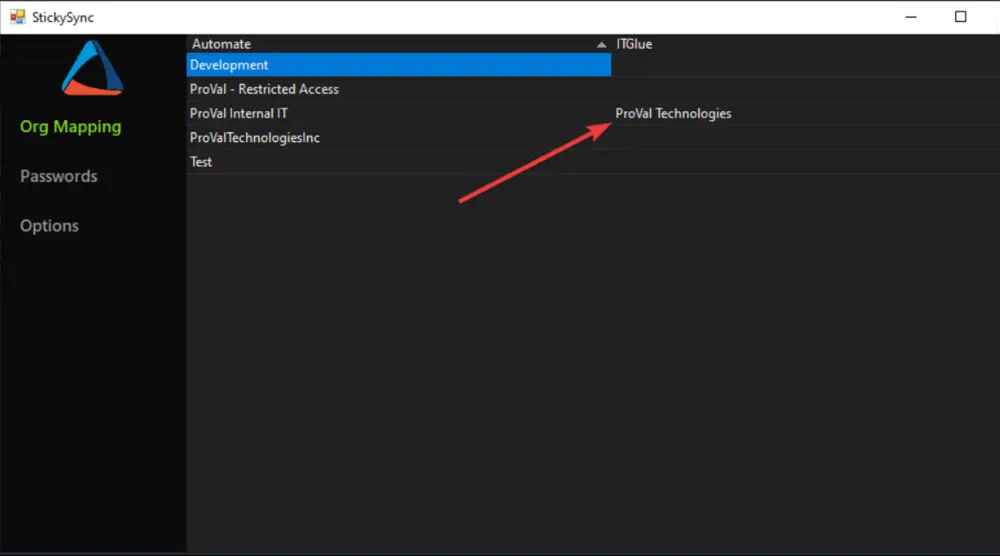 StickySync
Automate ITGlue
Org Mapping
Passwords
Options
Development
ProVal - Restricted Access
ProVal Internal IT ProVal Technologies
ProValTechnologiesInc
Test